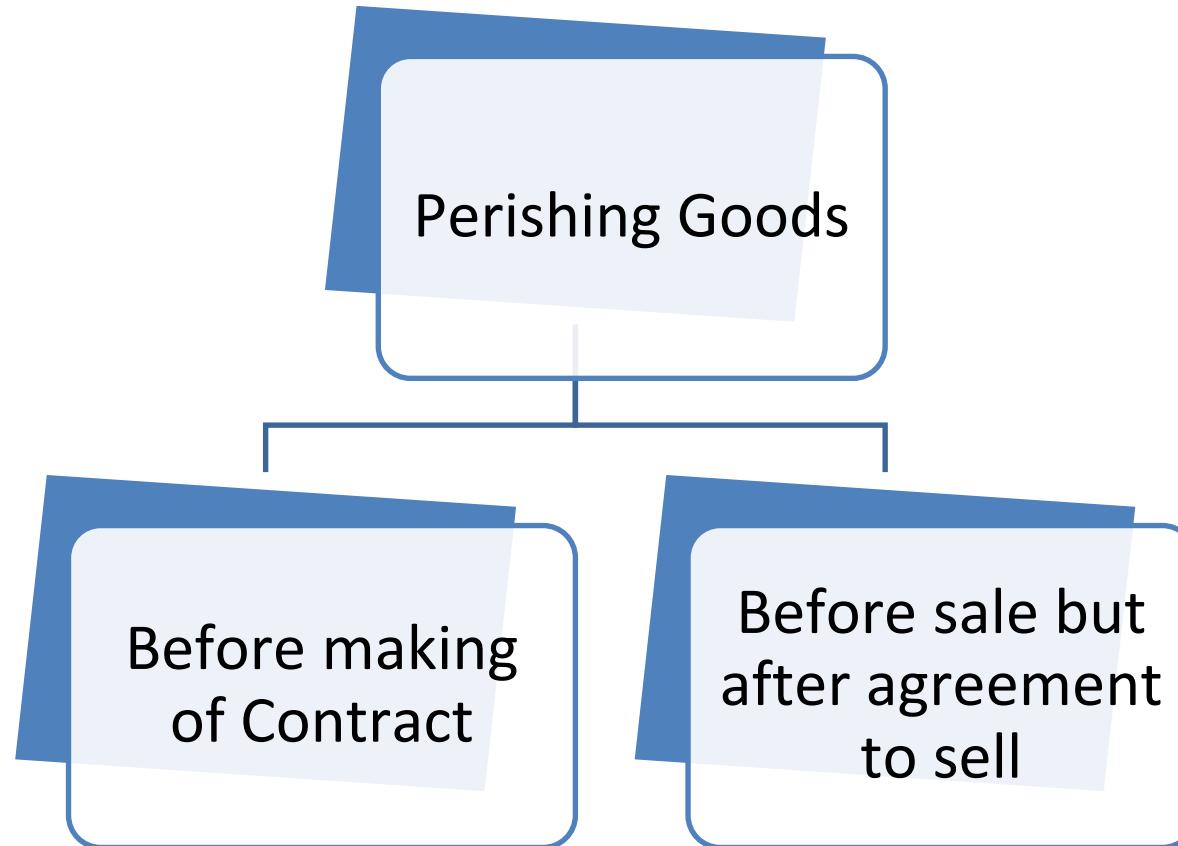 Perishing Goods
Before making
of Contract
Before sale but
after agreement
to sell